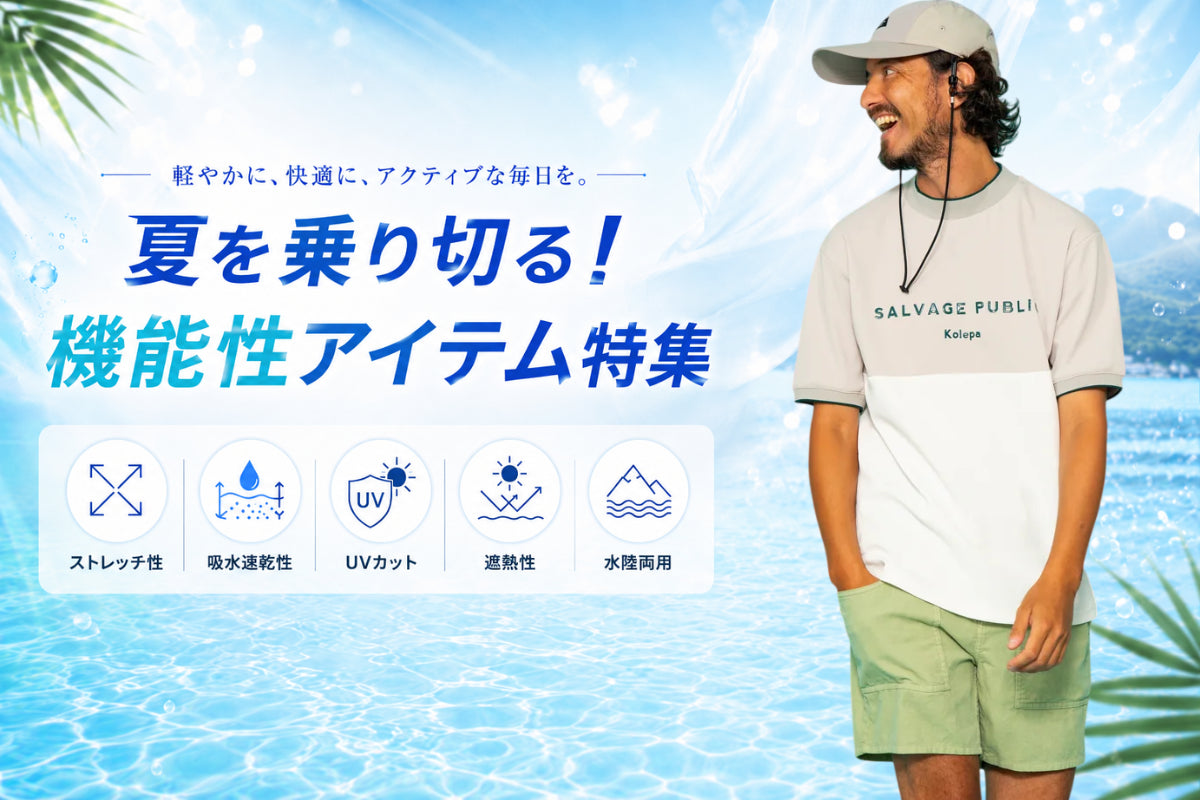 軽やかに、快適に、アクティブな毎日を。
夏を乗り切る!
機能性アイテム特集
UV
ストレッチ性
吸水速乾性
UVカット
遮熱性
水陸両用
SALVAGE PUBLIC
Kolepa